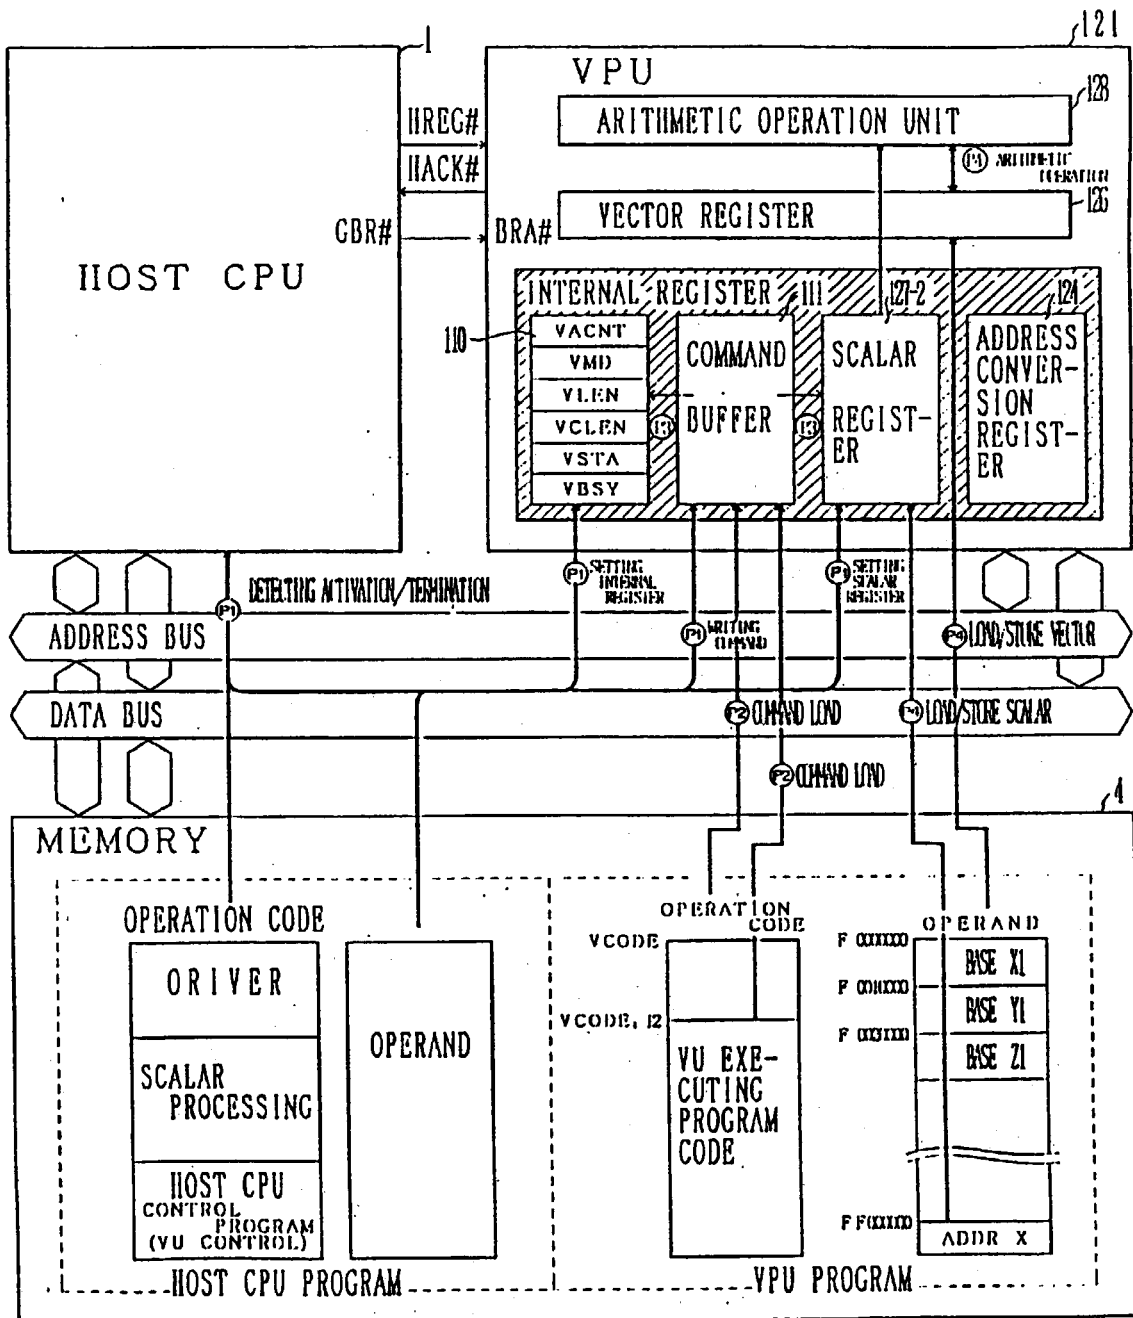 1
121
VPU
128
ARITHMETIC OPERATION UNIT
HREG#
HACK#
P4 ARITHMETIC
OPERATION
126
VECTOR REGISTER
GBR#
BRA#
HOST CPU
INTERNAL REGISTER
111
127-2
124
110
VACNT
VMD
VLEN
VCLEN
VSTA
VBSY
COMMAND
BUFFER
SCALAR
REGIST-
ER
ADDRESS
CONVER-
SION
REGIST-
ER
P3
P3
P1 SETTING
INTERNAL
REGISTER
P1 SETTING
SCALAR
REGISTER
P1
DETECTING ACTIVATION/TERMINATION
ADDRESS BUS
P1 WRITING
COMMAND
P4 LOAD/STORE VECTOR
DATA BUS
P2 COMMAND LOAD
P4 LOAD/STORE SCALAR
P2 COMMAND LOAD
4
MEMORY
OPERATION CODE
ORIVER
SCALAR
PROCESSING
HOST CPU
CONTROL
PROGRAM
(VU CONTROL)
OPERAND
HOST CPU PROGRAM
OPERATION
CODE
VCODE
VCODE, 12
VU EXE-
CUTING
PROGRAM
CODE
OPERAND
BASE X1
BASE Y1
BASE Z1
ADDR X
VPU PROGRAM